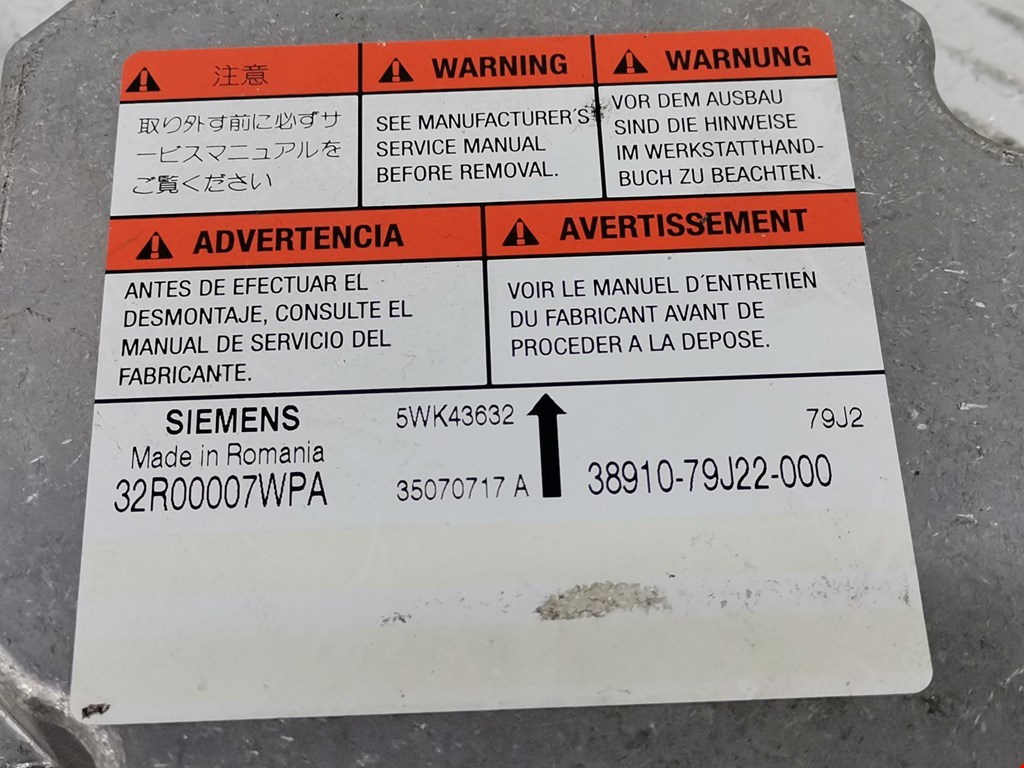 注意
取り外す前に必ずサ
ービスマニュアルを
ご覧ください
WARNING
SEE MANUFACTURER´S
SERVICE MANUAL
BEFORE REMOVAL.
WARNUNG
VOR DEM AUSBAU
SIND DIE HINWEISE
IM WERKSTATTHAND-
BUCH ZU BEACHTEN.
ADVERTENCIA
ANTES DE EFECTUAR EL
DESMONTAJE, CONSULTE EL
MANUAL DE SERVICIO DEL
FABRICANTE.
AVERTISSEMENT
VOIR LE MANUEL D´ENTRETIEN
DU FABRICANT AVANT DE
PROCEDER A LA DEPOSE.
SIEMENS 5WK43632 79J2
Made in Romania
32R00007WPA 35070717 A 38910-79J22-000